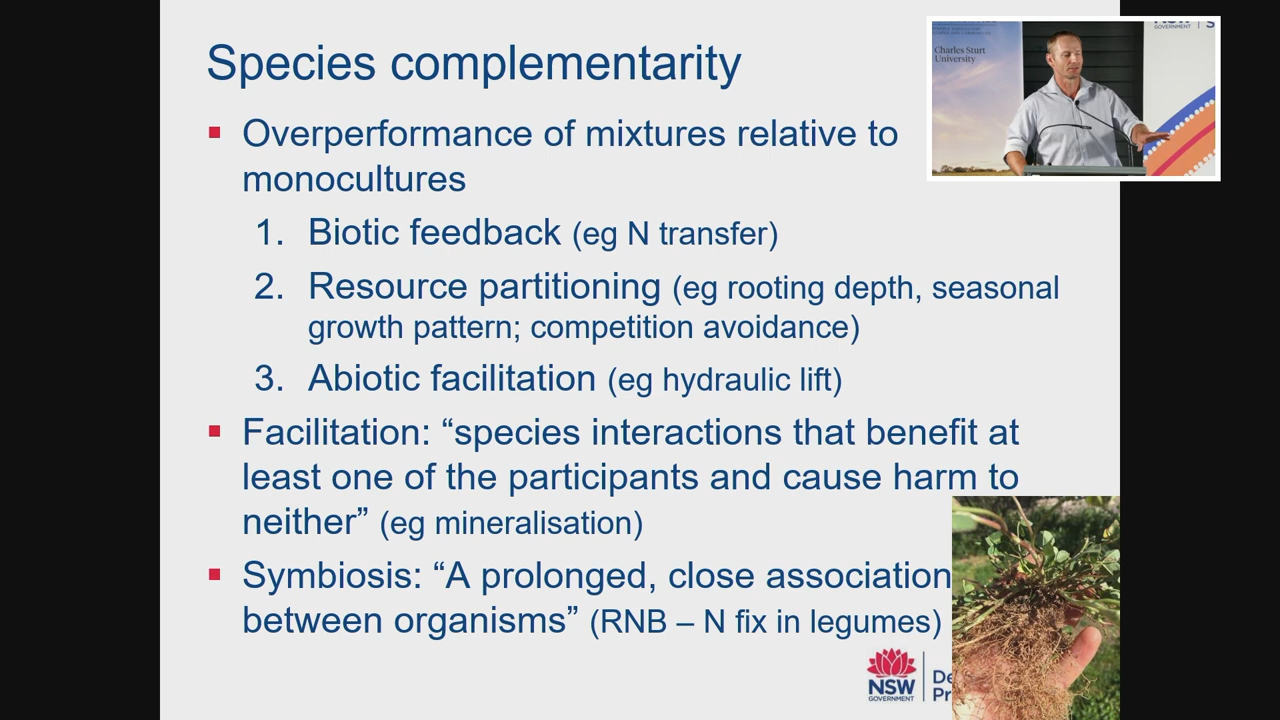 Species complementarity
Overperformance of mixtures relative to
monocultures
1. Biotic feedback (eg N transfer)
2. Resource partitioning (eg rooting depth, seasonal
growth pattern; competition avoidance)
3. Abiotic facilitation (eg hydraulic lift)
Facilitation: “species interactions that benefit at
least one of the participants and cause harm to
neither” (eg mineralisation)
Symbiosis: “A prolonged, close association
between organisms” (RNB – N fix in legumes)
Charles Sturt
University
NSW
GOVERNMENT
NSW
GOVERNMENT